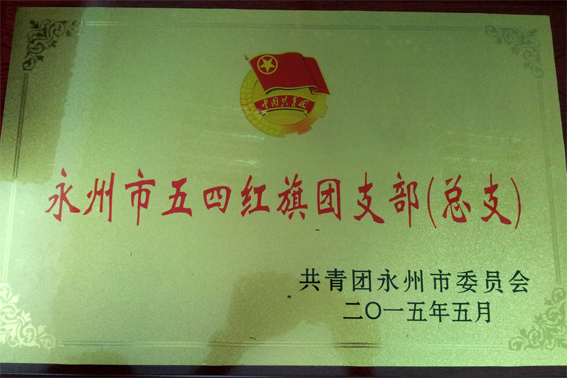 中国共青团
永州市五四红旗团支部(总支)
共青团永州市委员会
二〇一五年五月